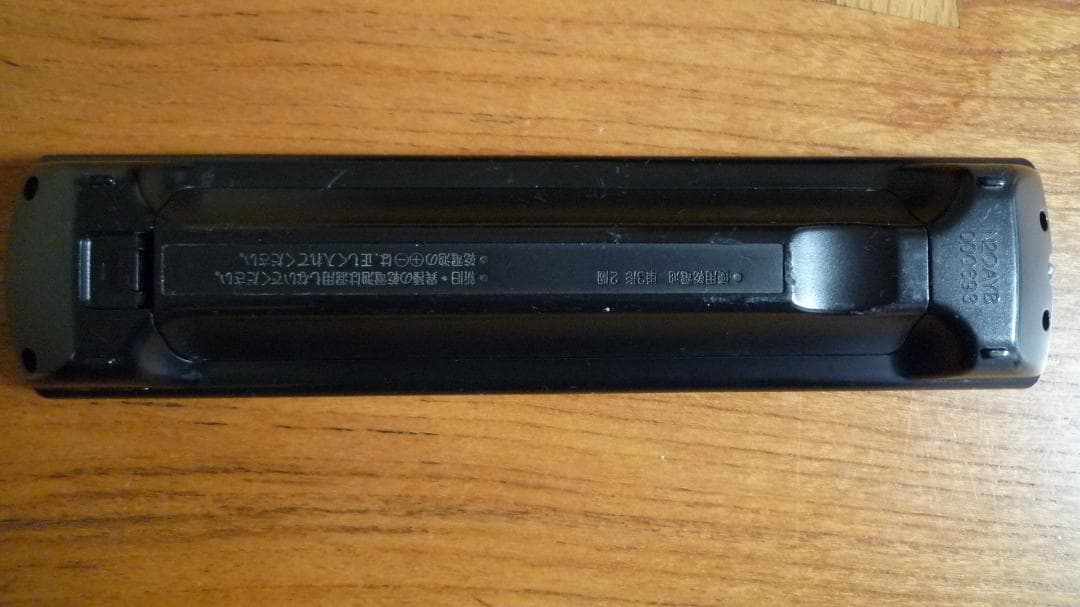 ●使用乾電池 単3形 2個
●新旧・異種の乾電池は混用しないでください。
●乾電池の⊕⊖は、正しく入れてください。
000693